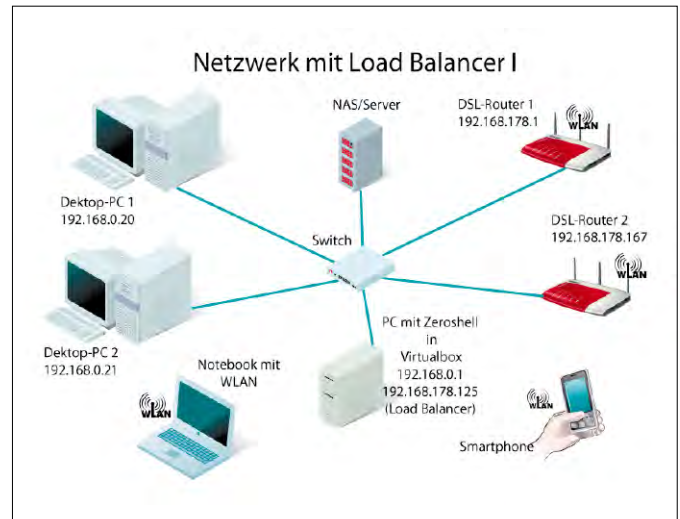 Netzwerk mit Load Balancer I
NAS/Server
DSL-Router 1
192.168.178.1
WLAN
Dektop-PC 1
192.168.0.20
Switch
DSL-Router 2
192.168.178.167
WLAN
Dektop-PC 2
192.168.0.21
Notebook mit
WLAN
WLAN
PC mit Zeroshell
in
Virtualbox
192.168.0.1
192.168.178.125
(Load Balancer)
WLAN
Smartphone